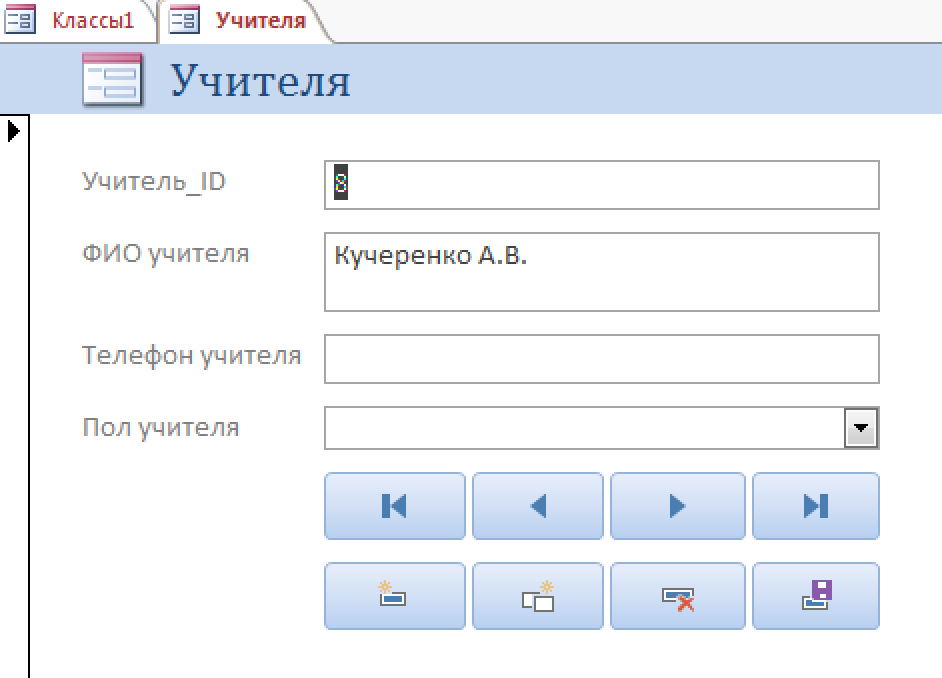 Классы1
Учителя
Учителя
Учитель_ID
8
ФИО учителя
Кучеренко А.В.
Телефон учителя
Пол учителя